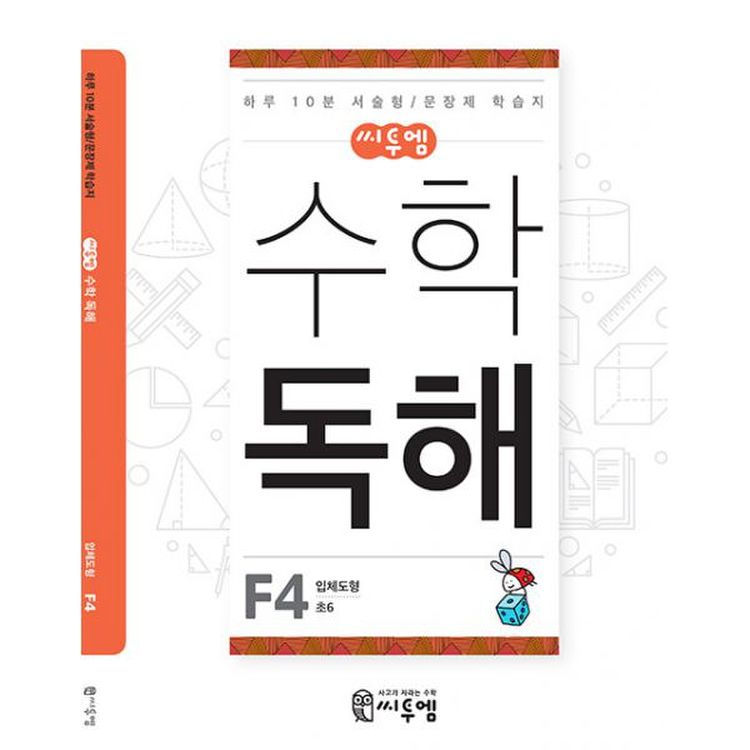 하루 10분 서술형/문장제 학습지
씨투엠
수학 독해
입체도형
F4
씨투엠
하루 10분 서술형/문장제 학습지
씨투엠
수학
독해
F4
입체도형
초6
사고가 자라는 수학
씨투엠